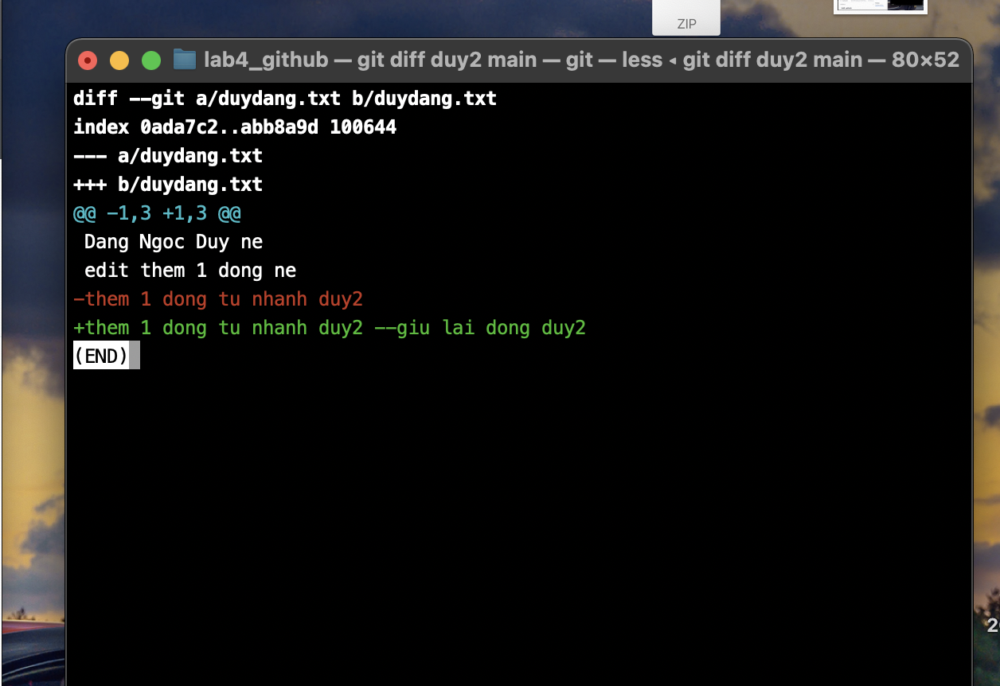 ZIP
lab4_github — git diff duy2 main — git — less ◂ git diff duy2 main — 80×52
diff --git a/duydang.txt b/duydang.txt
index 0ada7c2..abb8a9d 100644
--- a/duydang.txt
+++ b/duydang.txt
@@ -1,3 +1,3 @@
 Dang Ngoc Duy ne
 edit them 1 dong ne
-them 1 dong tu nhanh duy2
+them 1 dong tu nhanh duy2 --giu lai dong duy2
(END)